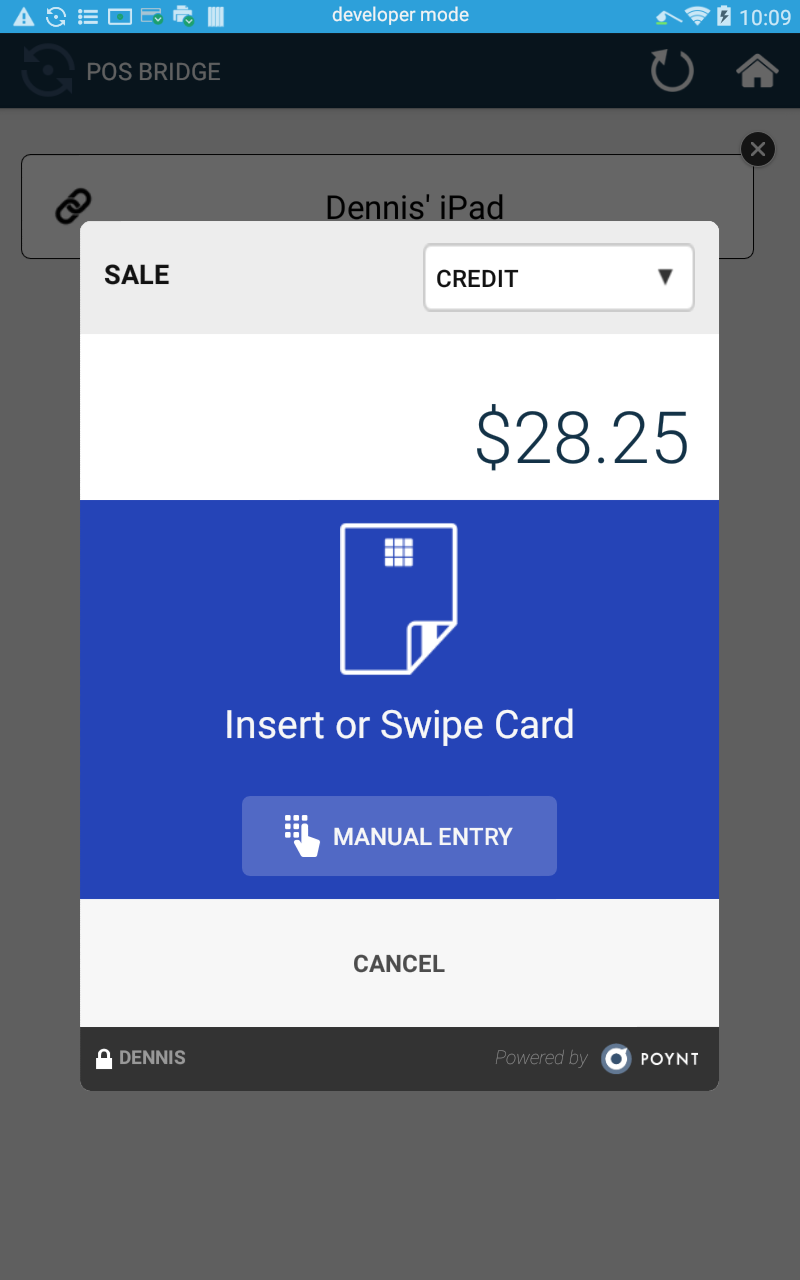 developer mode
10:09
POS BRIDGE
Dennis' iPad
SALE
CREDIT
$28.25
Insert or Swipe Card
MANUAL ENTRY
CANCEL
DENNIS
Powered by POYNT